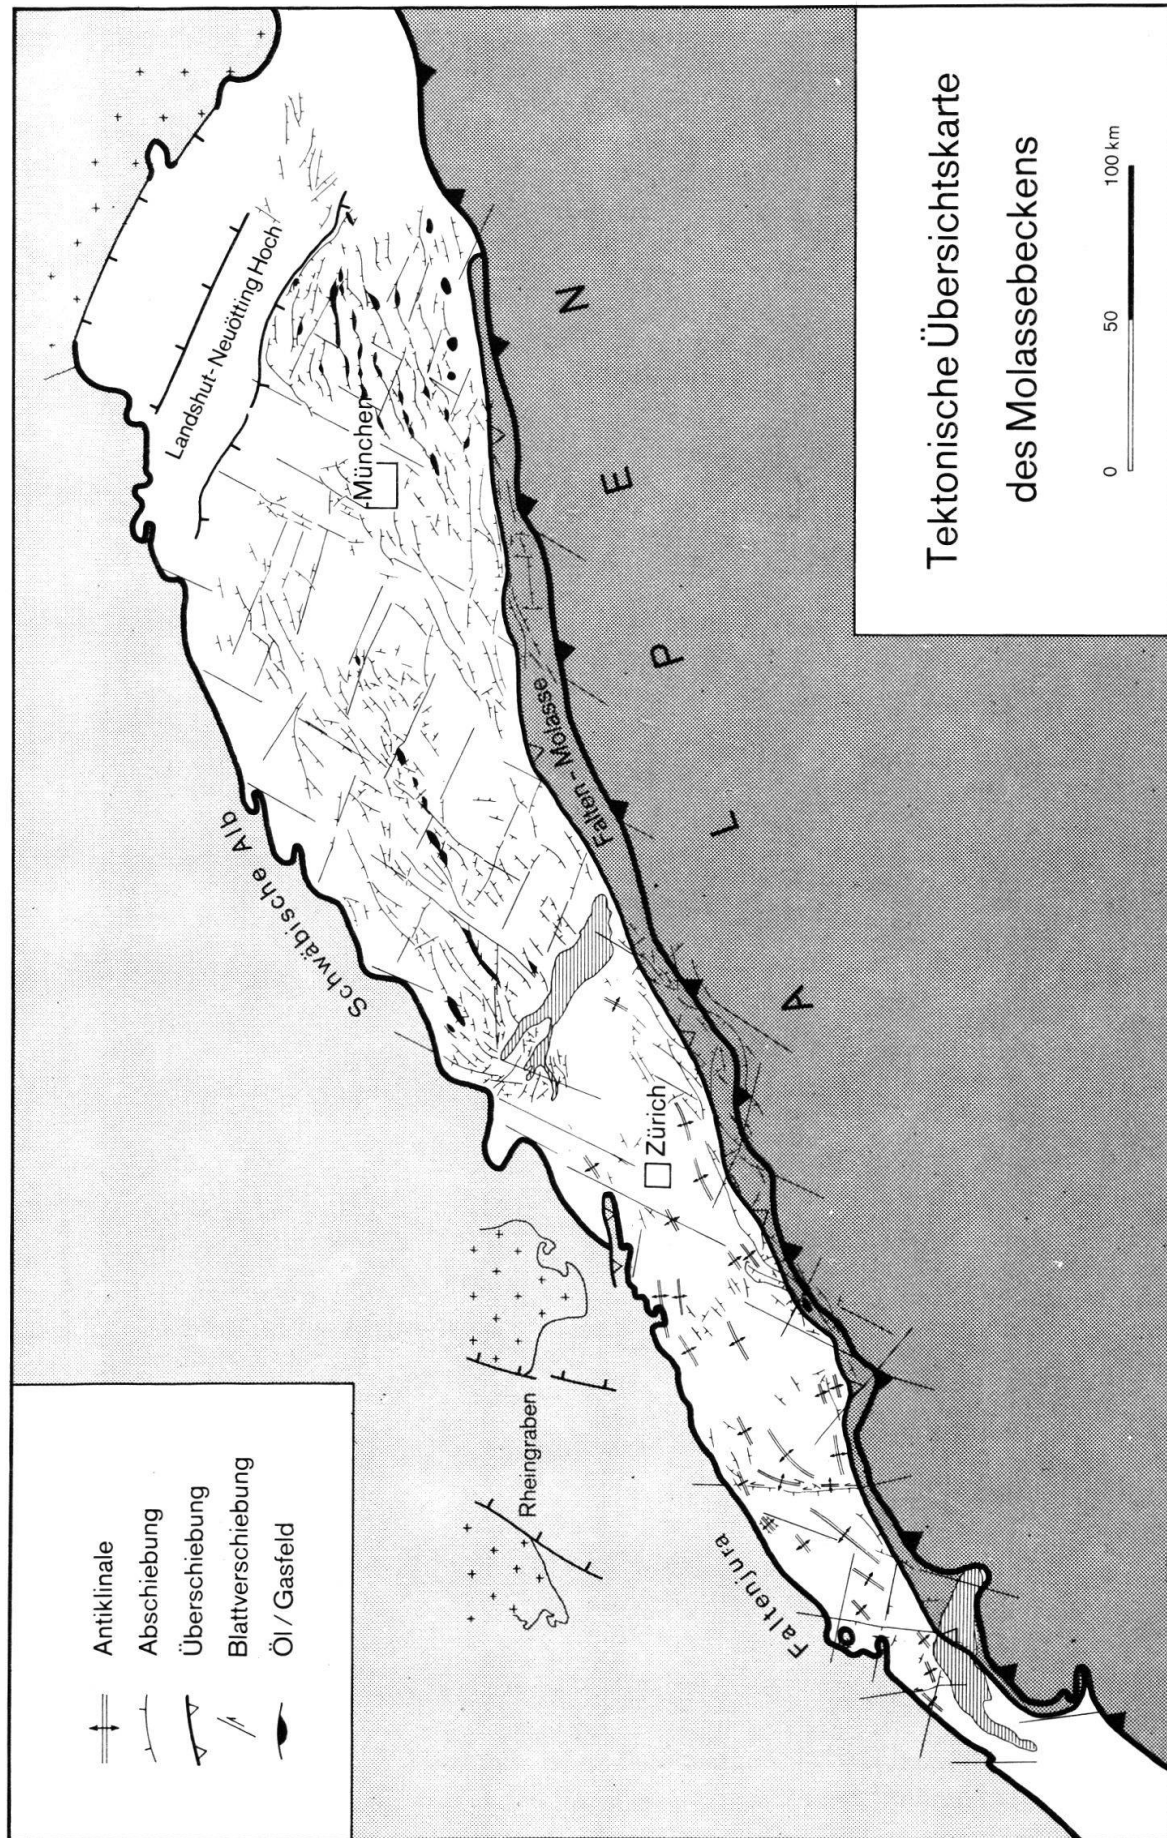 Tektonische Übersichtskarte
des Molassebeckens
0 50 100 km
Landshut-Neuötting Hoch
München
Schwäbische Alb
Falten-Molasse
A L P E N
Zürich
Rheingraben
Faltenjura
Antiklinale
Abschiebung
Überschiebung
Blattverschiebung
Öl / Gasfeld